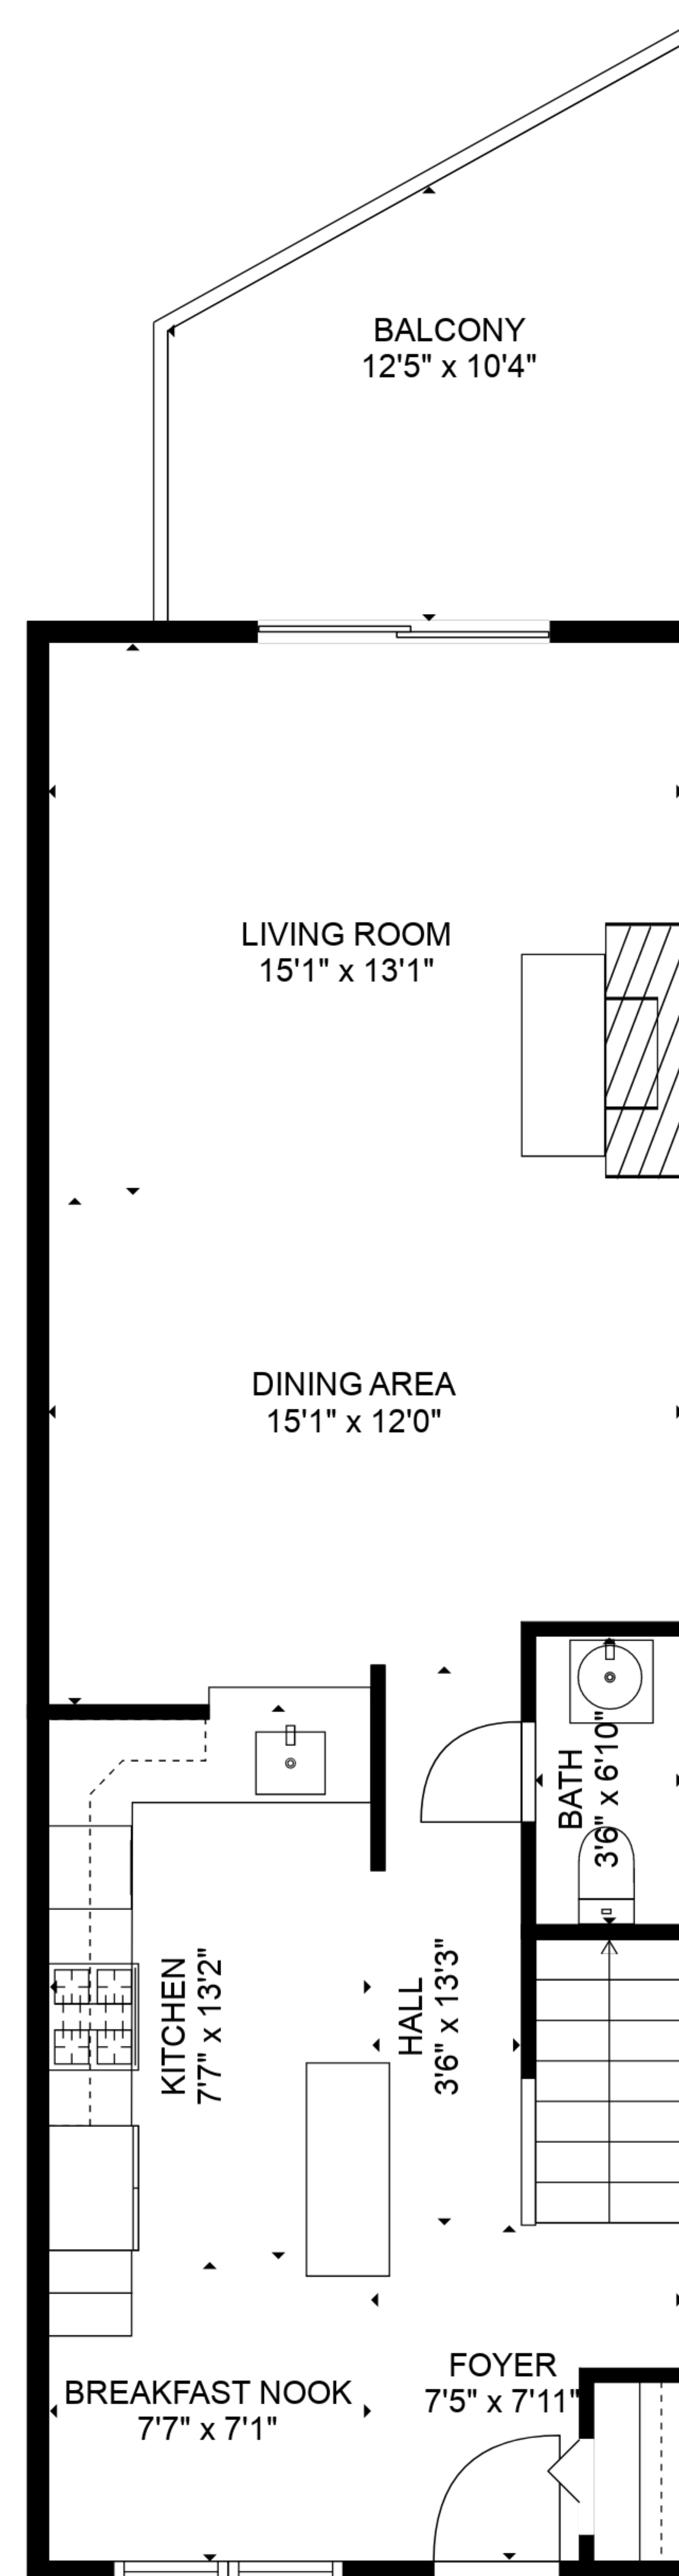 BALCONY
12'5" x 10'4"
LIVING ROOM
15'1" x 13'1"
DINING AREA
15'1" x 12'0"
BATH
3'6" x 6'10"
KITCHEN
7'7" x 13'2"
HALL
3'6" x 13'3"
FOYER
7'5" x 7'11"
BREAKFAST NOOK
7'7" x 7'1"